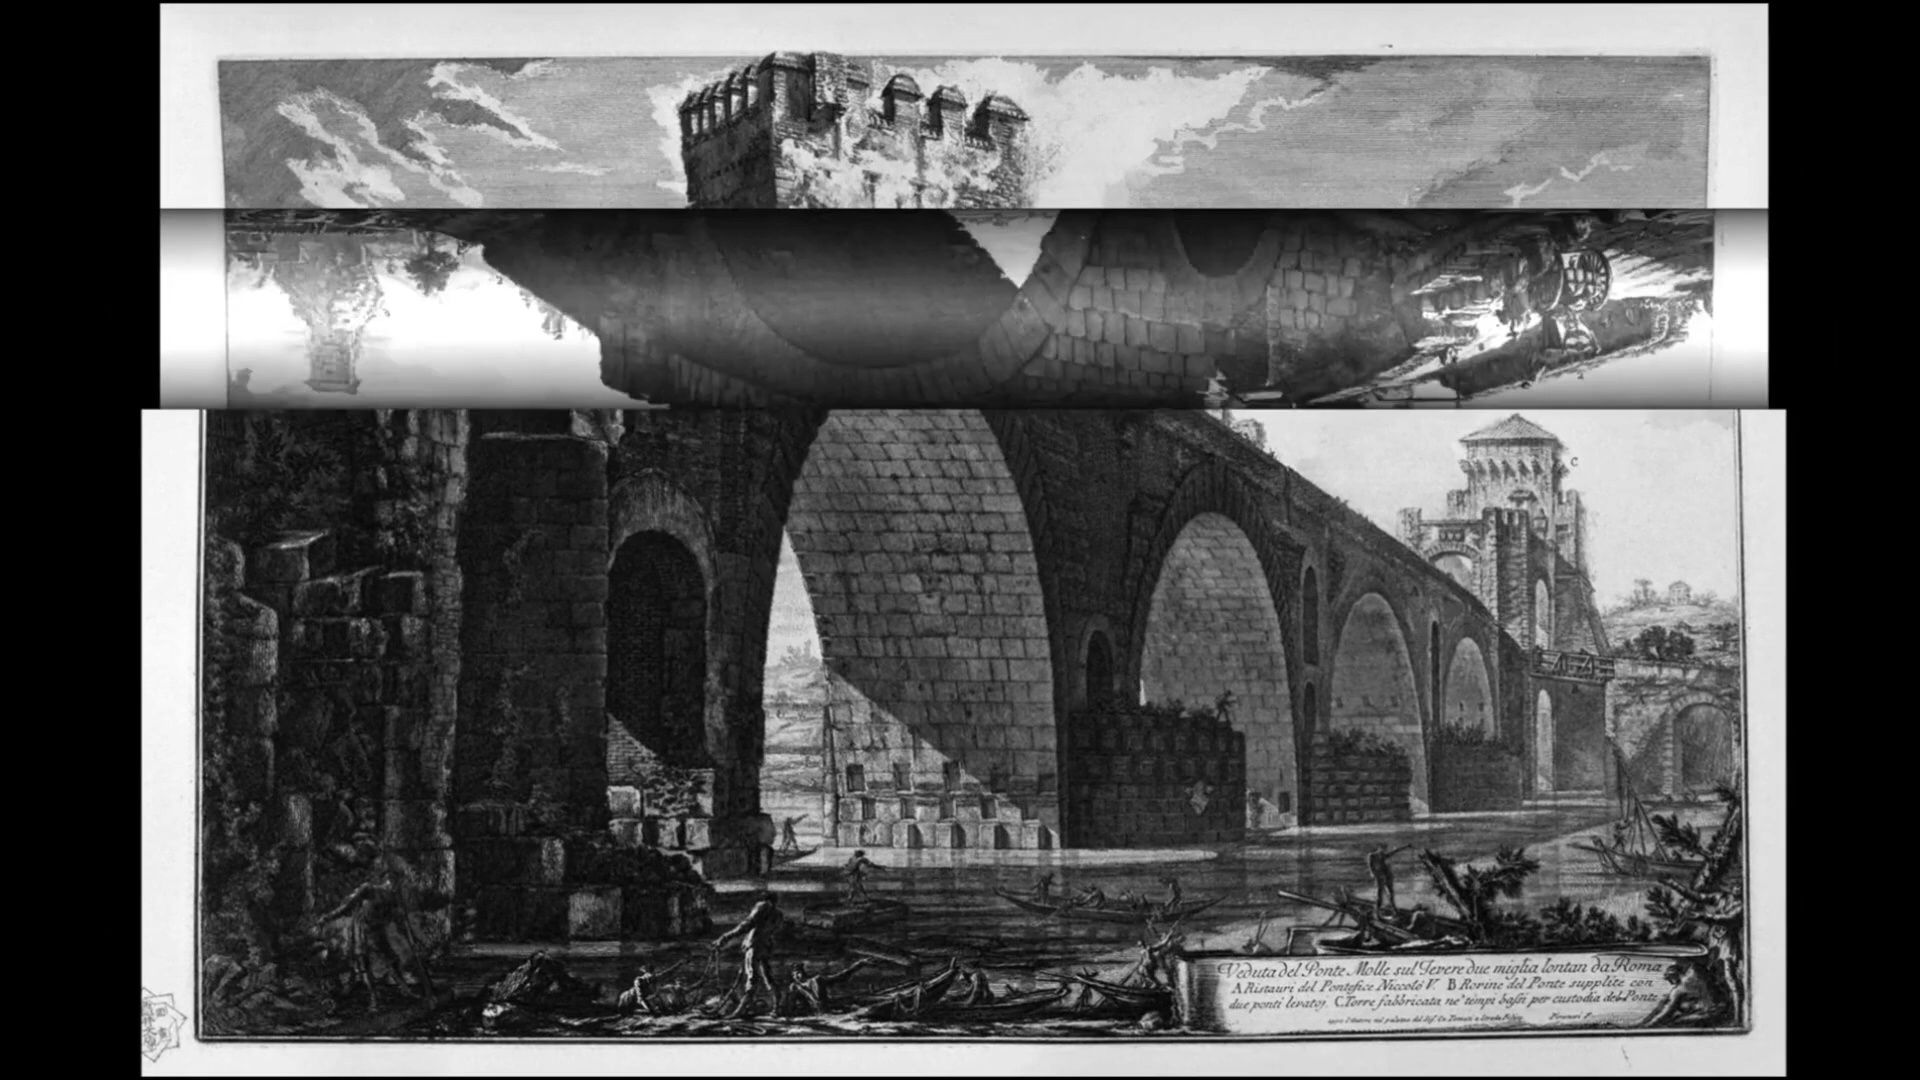 C
Veduta del Ponte Molle sul Tevere due miglia lontan da Roma
A Ristauri del Pontefice Niccolò V. B Rovine del Ponte supplite con
due ponti levatoj. C. Torre fabbricata ne' tempi bassi per custodia del Ponte
Piranesi F.